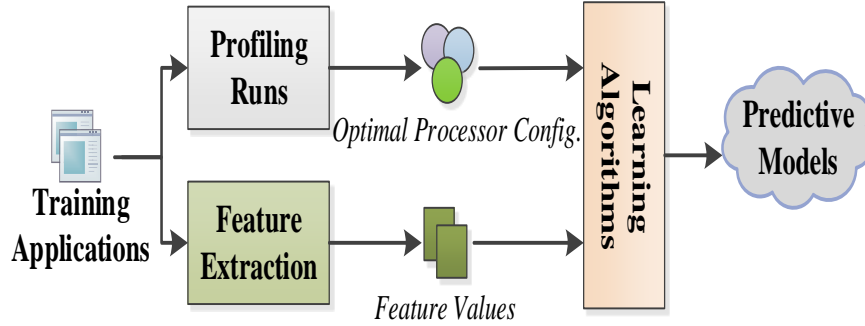 Profiling
Runs
Optimal Processor Config.
Training
Applications
Feature
Extraction
Feature Values
Learning
Algorithms
Predictive
Models